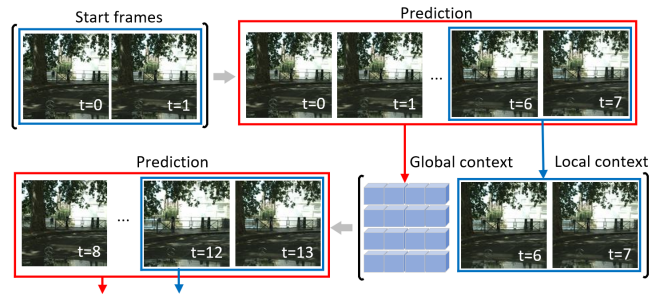 Start frames
Prediction
t=0
t=1
t=0
t=1
...
t=6
t=7
Prediction
Global context
Local context
t=8
...
t=12
t=13
t=6
t=7